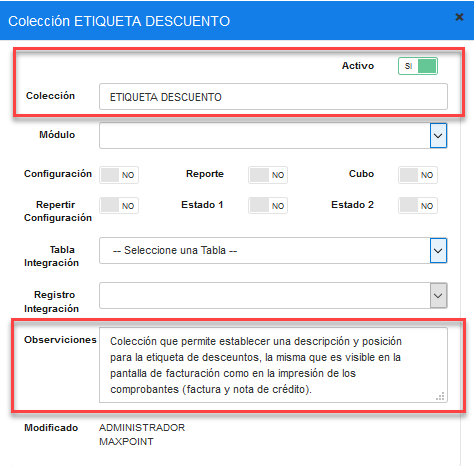 Colección ETIQUETA DESCUENTO ×
Activo SI
Colección ETIQUETA DESCUENTO
Módulo
Configuración NO Reporte NO Cubo NO
Repertir Configuración NO Estado 1 NO Estado 2 NO
Tabla Integración -- Seleccione una Tabla --
Registro Integración
Observiciones
Colección que permite establecer una descripción y posición
para la etiqueta de desceuntos, la misma que es visible en la
pantalla de facturación como en la impresión de los
comprobantes (factura y nota de crédito).
Modificado ADMINISTRADOR
MAXPOINT